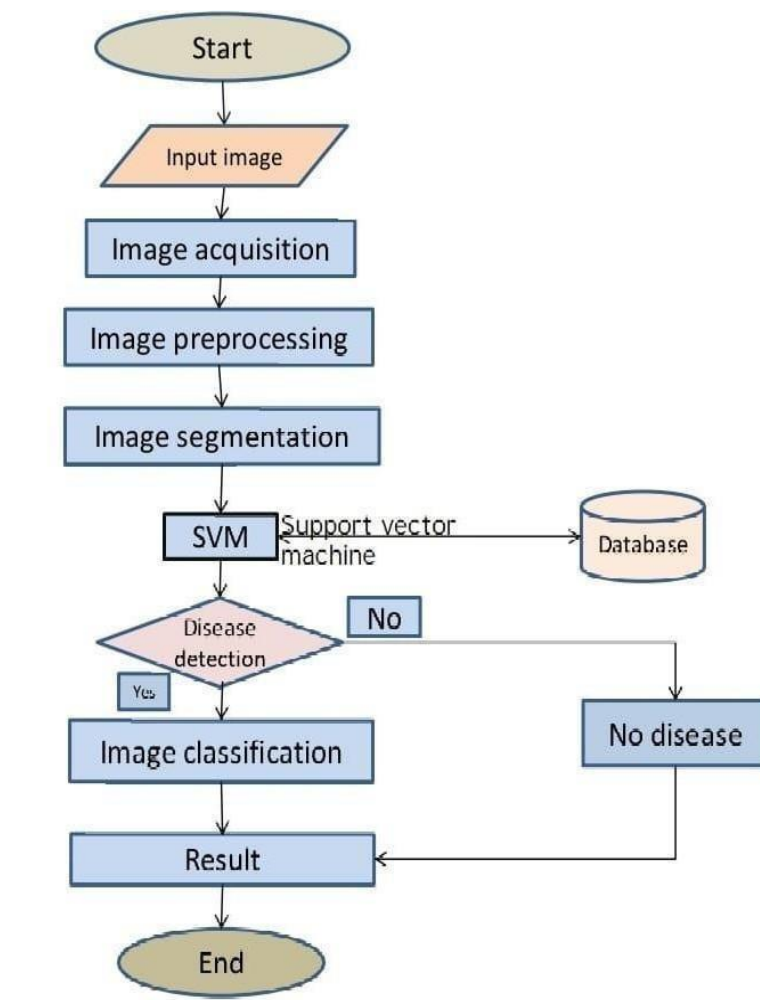 Start
Input image
Image acquisition
Image preprocessing
Image segmentation
SVM
Support vector
machine
Database
Disease
detection
No
Yes
Image classification
No disease
Result
End